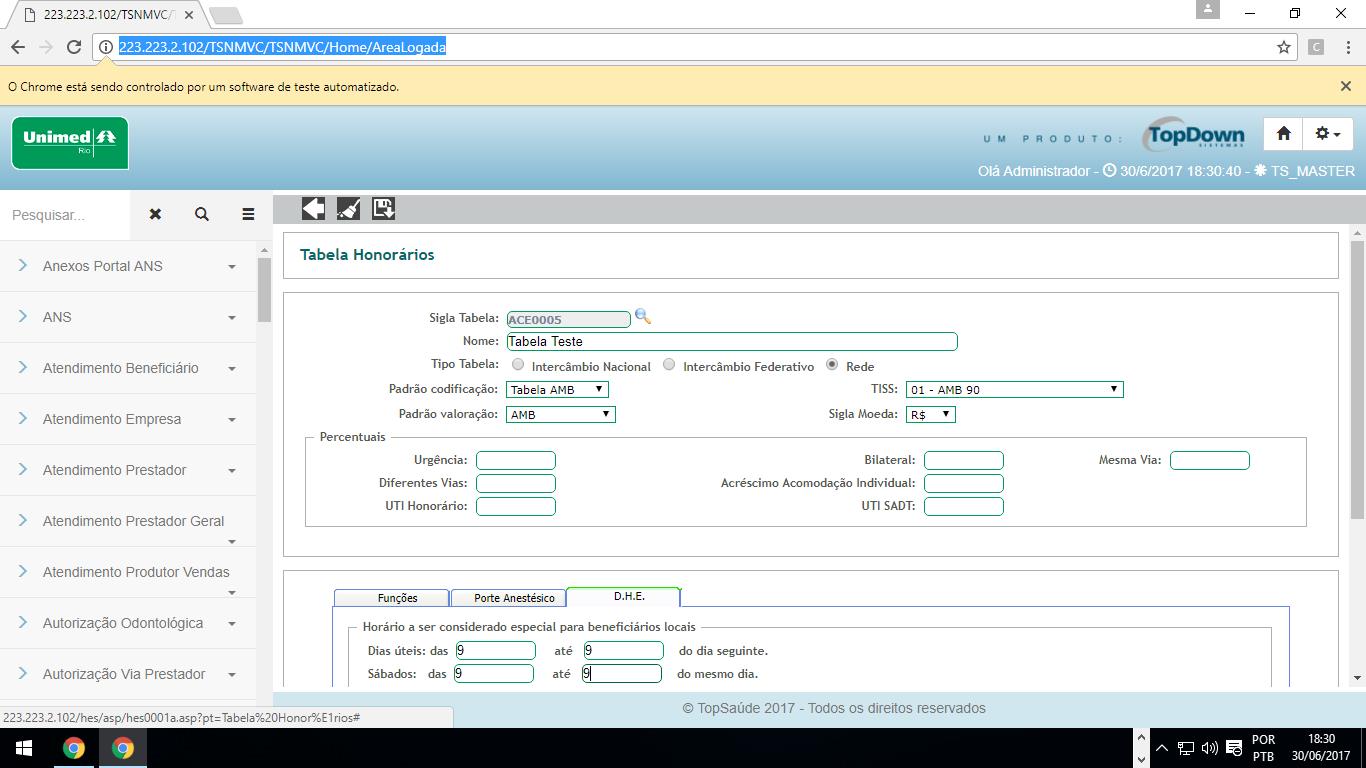 223.223.2.102/TSNMVC/
223.223.2.102/TSNMVC/TSNMVC/Home/AreaLogada
C
O Chrome está sendo controlado por um software de teste automatizado.
Unimed
Rio
UM PRODUTO:
TopDown
SISTEMAS
Olá Administrador - 30/6/2017 18:30:40 - TS_MASTER
Pesquisar...
Anexos Portal ANS
ANS
Atendimento Beneficiário
Atendimento Empresa
Atendimento Prestador
Atendimento Prestador Geral
Atendimento Produtor Vendas
Autorização Odontológica
Autorização Via Prestador
Tabela Honorários
Sigla Tabela: ACE0005
Nome: Tabela Teste
Tipo Tabela: Intercâmbio Nacional Intercâmbio Federativo Rede
Padrão codificação: Tabela AMB TISS: 01 - AMB 90
Padrão valoração: AMB Sigla Moeda: R$
Percentuais
Urgência: Bilateral: Mesma Via:
Diferentes Vias: Acréscimo Acomodação Individual:
UTI Honorário: UTI SADT:
Funções Porte Anestésico D.H.E.
Horário a ser considerado especial para beneficiários locais
Dias úteis: das 9 até 9 do dia seguinte.
Sábados: das 9 até 9 do mesmo dia.
223.223.2.102/hes/asp/hes0001a.asp?pt=Tabela%20Honor%E1rios#
© TopSaúde 2017 - Todos os direitos reservados
POR
PTB
18:30
30/06/2017